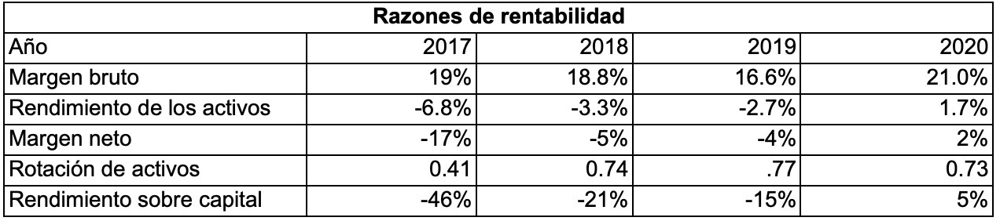 Razones de rentabilidad
Año 2017 2018 2019 2020
Margen bruto 19% 18.8% 16.6% 21.0%
Rendimiento de los activos -6.8% -3.3% -2.7% 1.7%
Margen neto -17% -5% -4% 2%
Rotación de activos 0.41 0.74 .77 0.73
Rendimiento sobre capital -46% -21% -15% 5%